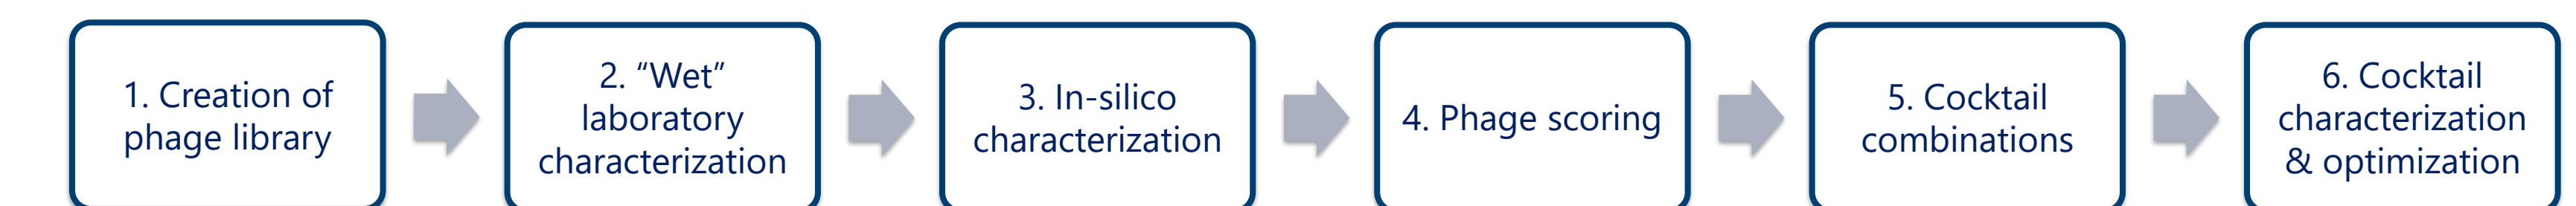 1. Creation of
phage library
2. “Wet”
laboratory
characterization
3. In-silico
characterization
4. Phage scoring
5. Cocktail
combinations
6. Cocktail
characterization
& optimization